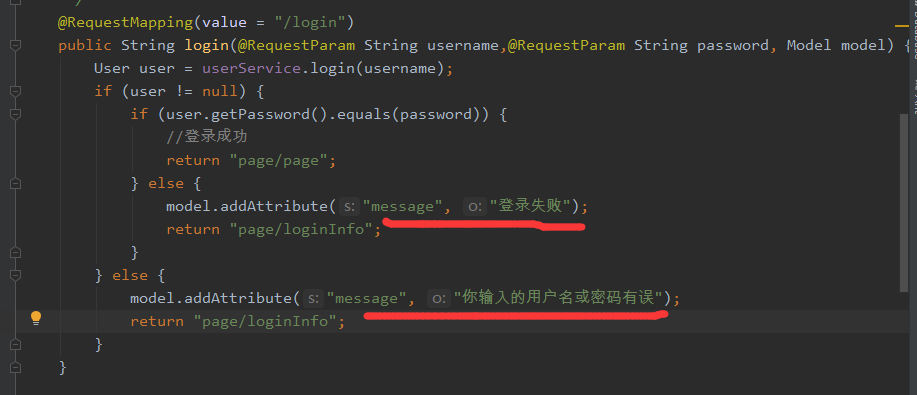 @RequestMapping(value = "/login")
public String login(@RequestParam String username,@RequestParam String password, Model model) {
User user = userService.login(username);
if (user != null) {
if (user.getPassword().equals(password)) {
//登录成功
return "page/page";
} else {
model.addAttribute( s: "message", o: "登录失败");
return "page/loginInfo";
}
} else {
model.addAttribute( s: "message", o: "你输入的用户名或密码有误");
return "page/loginInfo";
}
}